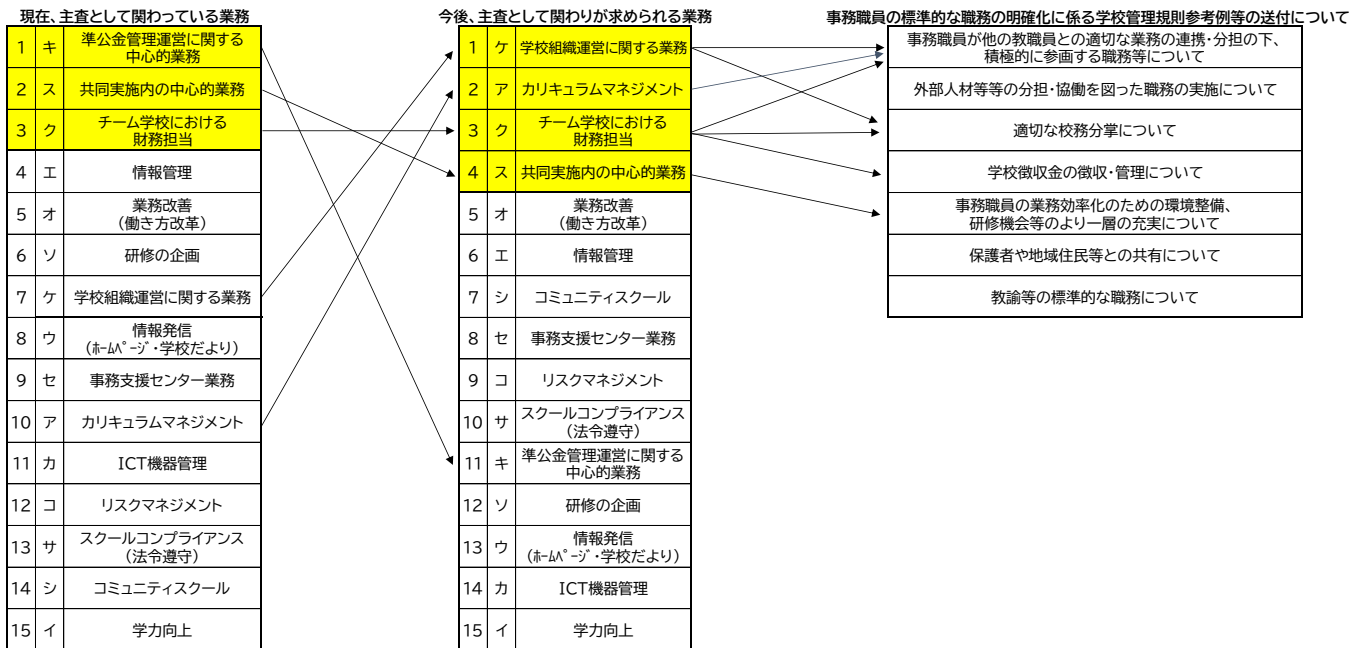 現在、主査として関わっている業務
1 キ 準公金管理運営に関する
中心的業務
2 ス 共同実施内の中心的業務
3 ク チーム学校における
財務担当
4 エ 情報管理
5 オ 業務改善
(働き方改革)
6 ソ 研修の企画
7 ケ 学校組織運営に関する業務
8 ウ 情報発信
(ﾎｰﾑﾍﾟｰｼﾞ・学校だより)
9 セ 事務支援センター業務
10 ア カリキュラムマネジメント
11 カ ICT機器管理
12 コ リスクマネジメント
13 サ スクールコンプライアンス
(法令遵守)
14 シ コミュニティスクール
15 イ 学力向上
今後、主査として関わりが求められる業務
1 ケ 学校組織運営に関する業務
2 ア カリキュラムマネジメント
3 ク チーム学校における
財務担当
4 ス 共同実施内の中心的業務
5 オ 業務改善
(働き方改革)
6 エ 情報管理
7 シ コミュニティスクール
8 セ 事務支援センター業務
9 コ リスクマネジメント
10 サ スクールコンプライアンス
(法令遵守)
11 キ 準公金管理運営に関する
中心的業務
12 ソ 研修の企画
13 ウ 情報発信
(ﾎｰﾑﾍﾟｰｼﾞ・学校だより)
14 カ ICT機器管理
15 イ 学力向上
事務職員の標準的な職務の明確化に係る学校管理規則参考例等の送付について
事務職員が他の教職員との適切な業務の連携・分担の下、
積極的に参画する職務等について
外部人材等等の分担・協働を図った職務の実施について
適切な校務分掌について
学校徴収金の徴収・管理について
事務職員の業務効率化のための環境整備、
研修機会等のより一層の充実について
保護者や地域住民等との共有について
教諭等の標準的な職務について